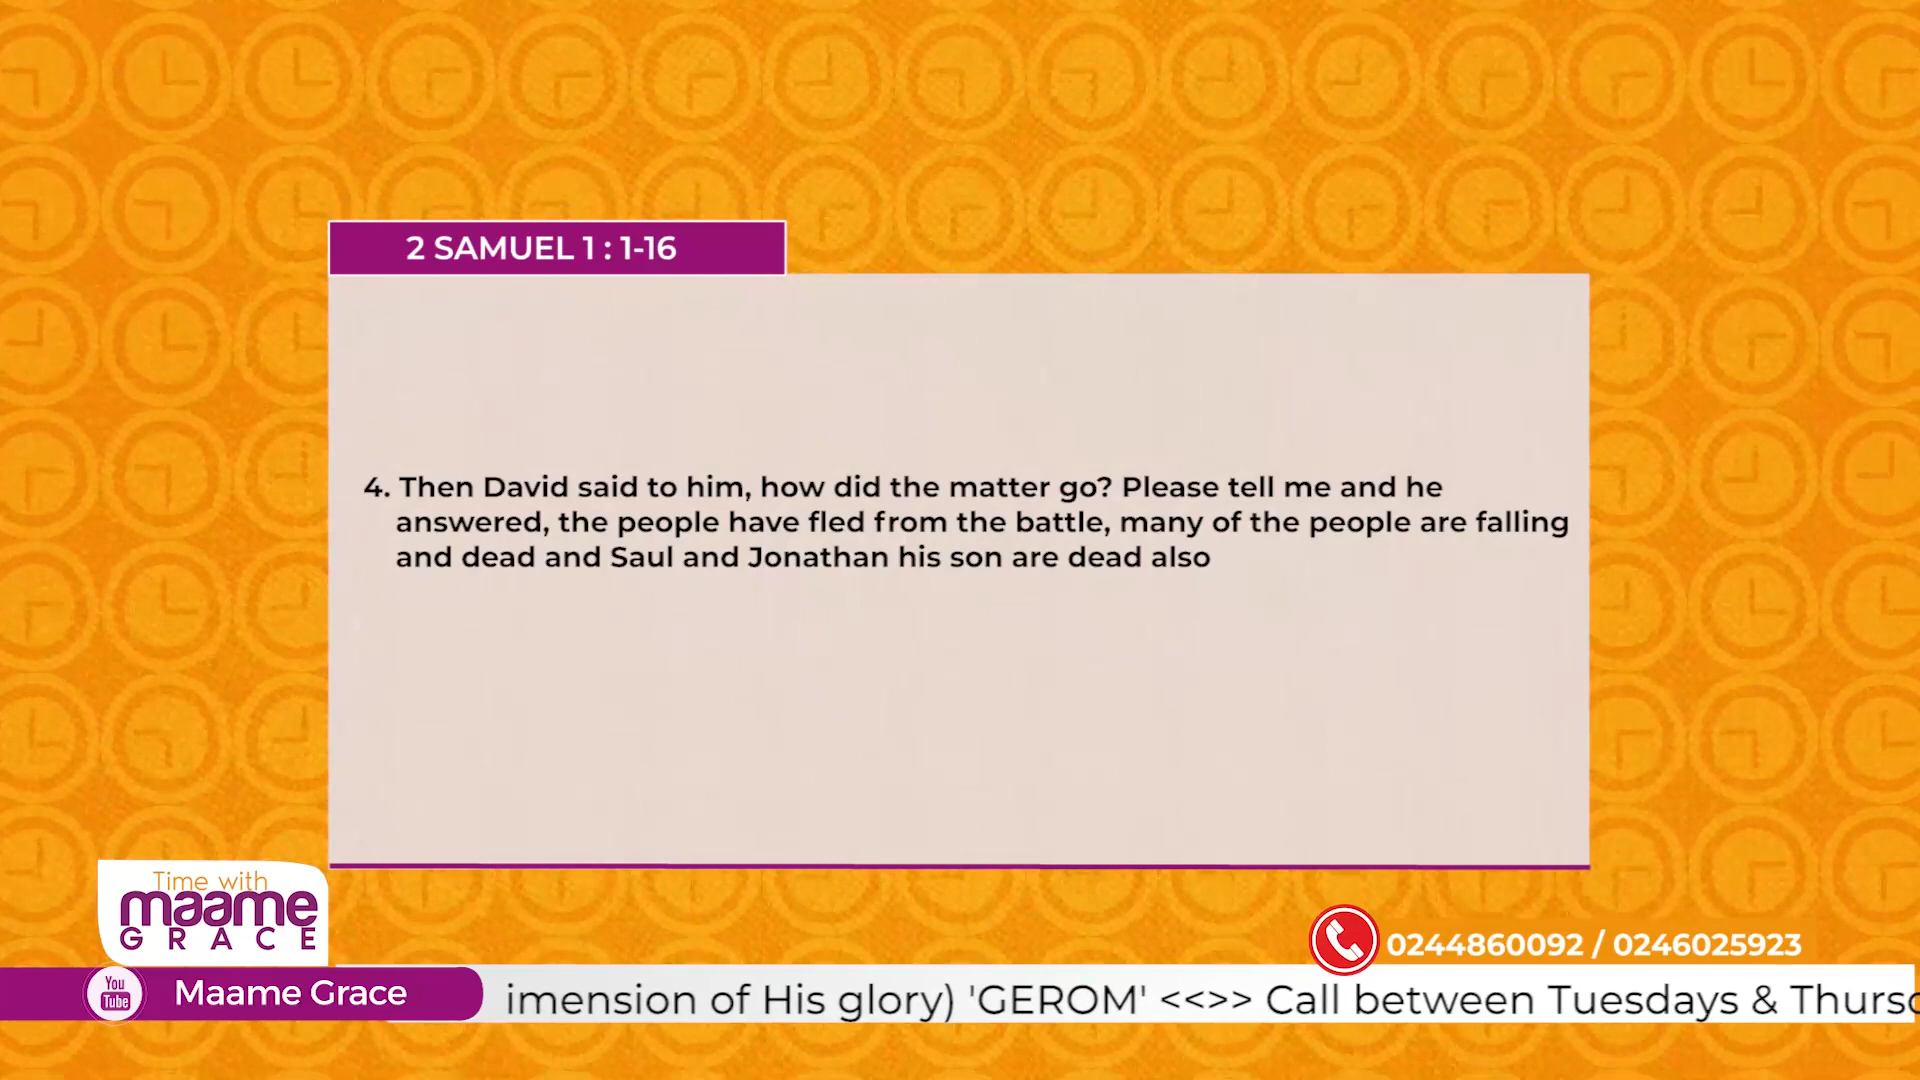 2 SAMUEL 1 : 1-16
4. Then David said to him, how did the matter go? Please tell me and he
answered, the people have fled from the battle, many of the people are falling
and dead and Saul and Jonathan his son are dead also
Time with
maame
GRACE
0244860092 / 0246025923
You
Tube
Maame Grace
imension of His glory) 'GEROM' <<>> Call between Tuesdays & Thurs